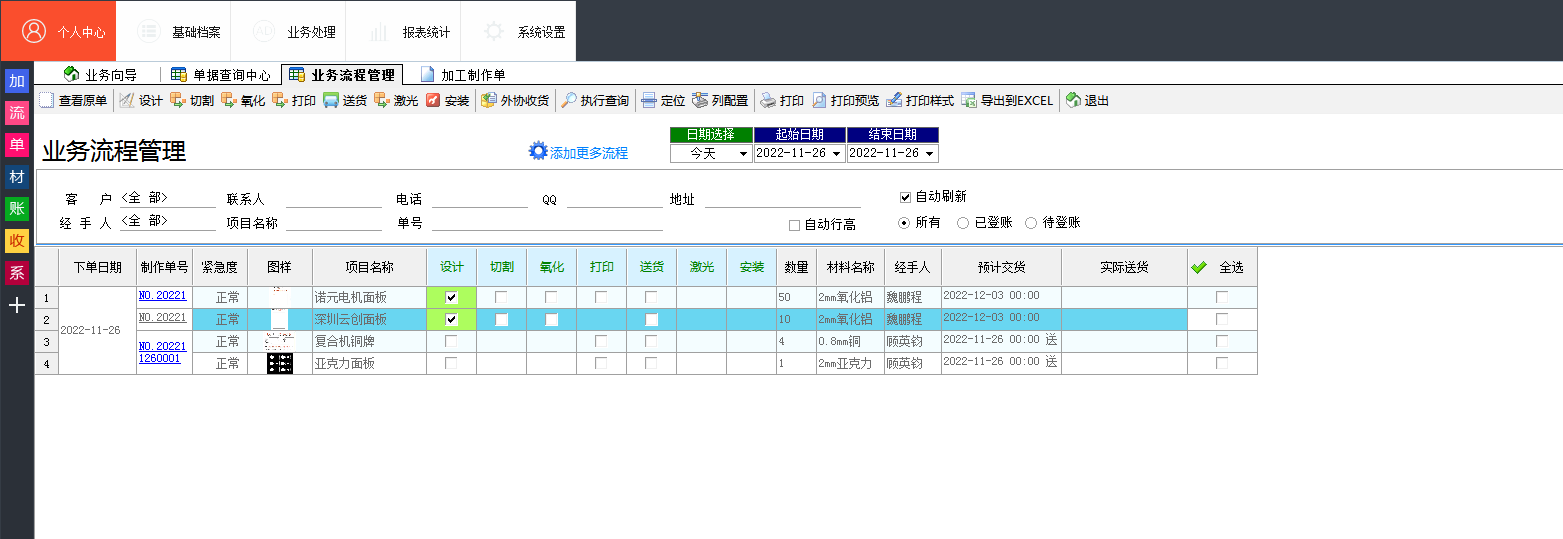 个人中心 基础档案 业务处理 报表统计 系统设置
业务向导 单据查询中心 业务流程管理 加工制作单
查看原单 设计 切割 氧化 打印 送货 激光 安装 外协收货 执行查询 定位 列配置 打印 打印预览 打印样式 导出到EXCEL 退出
加
流
单
材
账
收
系
业务流程管理
添加更多流程
日期选择 起始日期 结束日期
今天 2022-11-26 2022-11-26
客 户 <全 部> 联系人 电话 QQ 地址 自动刷新
经 手 人 <全 部> 项目名称 单号 自动行高 所有 已登账 待登账
下单日期 制作单号 紧急度 图样 项目名称 设计 切割 氧化 打印 送货 激光 安装 数量 材料名称 经手人 预计交货 实际送货 全选
1 NO.20221 正常 诺元电机面板 50 2mm氧化铝 魏鹏程 2022-12-03 00:00
2 2022-11-26 NO.20221 正常 深圳云创面板 10 2mm氧化铝 魏鹏程 2022-12-03 00:00
3 NO.20221 正常 复合机铜牌 4 0.8mm铜 顾英钧 2022-11-26 00:00 送
4 1260001 正常 亚克力面板 1 2mm亚克力 顾英钧 2022-11-26 00:00 送